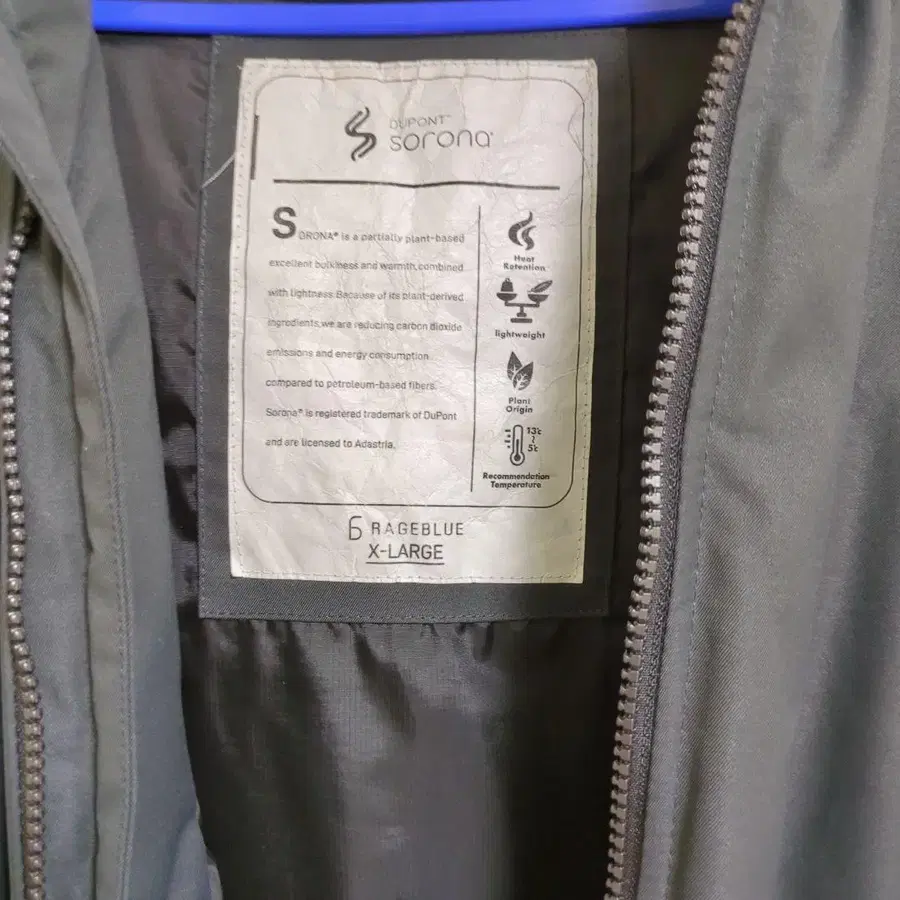 DUPONT™
sorona®
SORONA® is a partially plant-based
excellent bulkiness and warmth,combined
with lightness.Because of its plant-derived
ingredients,we are reducing carbon dioxide
emissions and energy consumption
compared to petroleum-based fibers.
Sorona® is registered trademark of DuPont
and are licensed to Adastria.
Heat
Retention
lightweight
Plant
Origin
13℃
~
5℃
Recommendation
Temperature
RAGEBLUE
X-LARGE